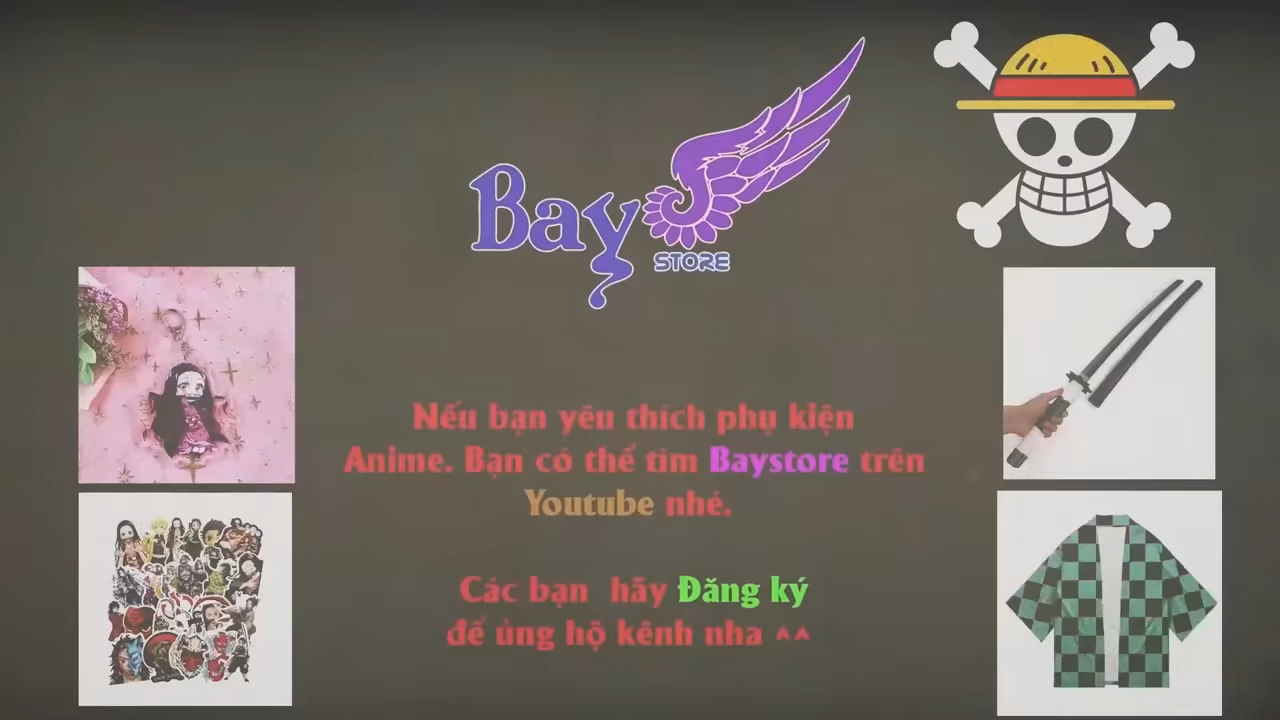 Bay
STORE
Nếu bạn yêu thích phụ kiện
Anime. Bạn có thể tìm Baystore trên
Youtube nhé.
Các bạn hãy Đăng ký
để ủng hộ kênh nha ^^